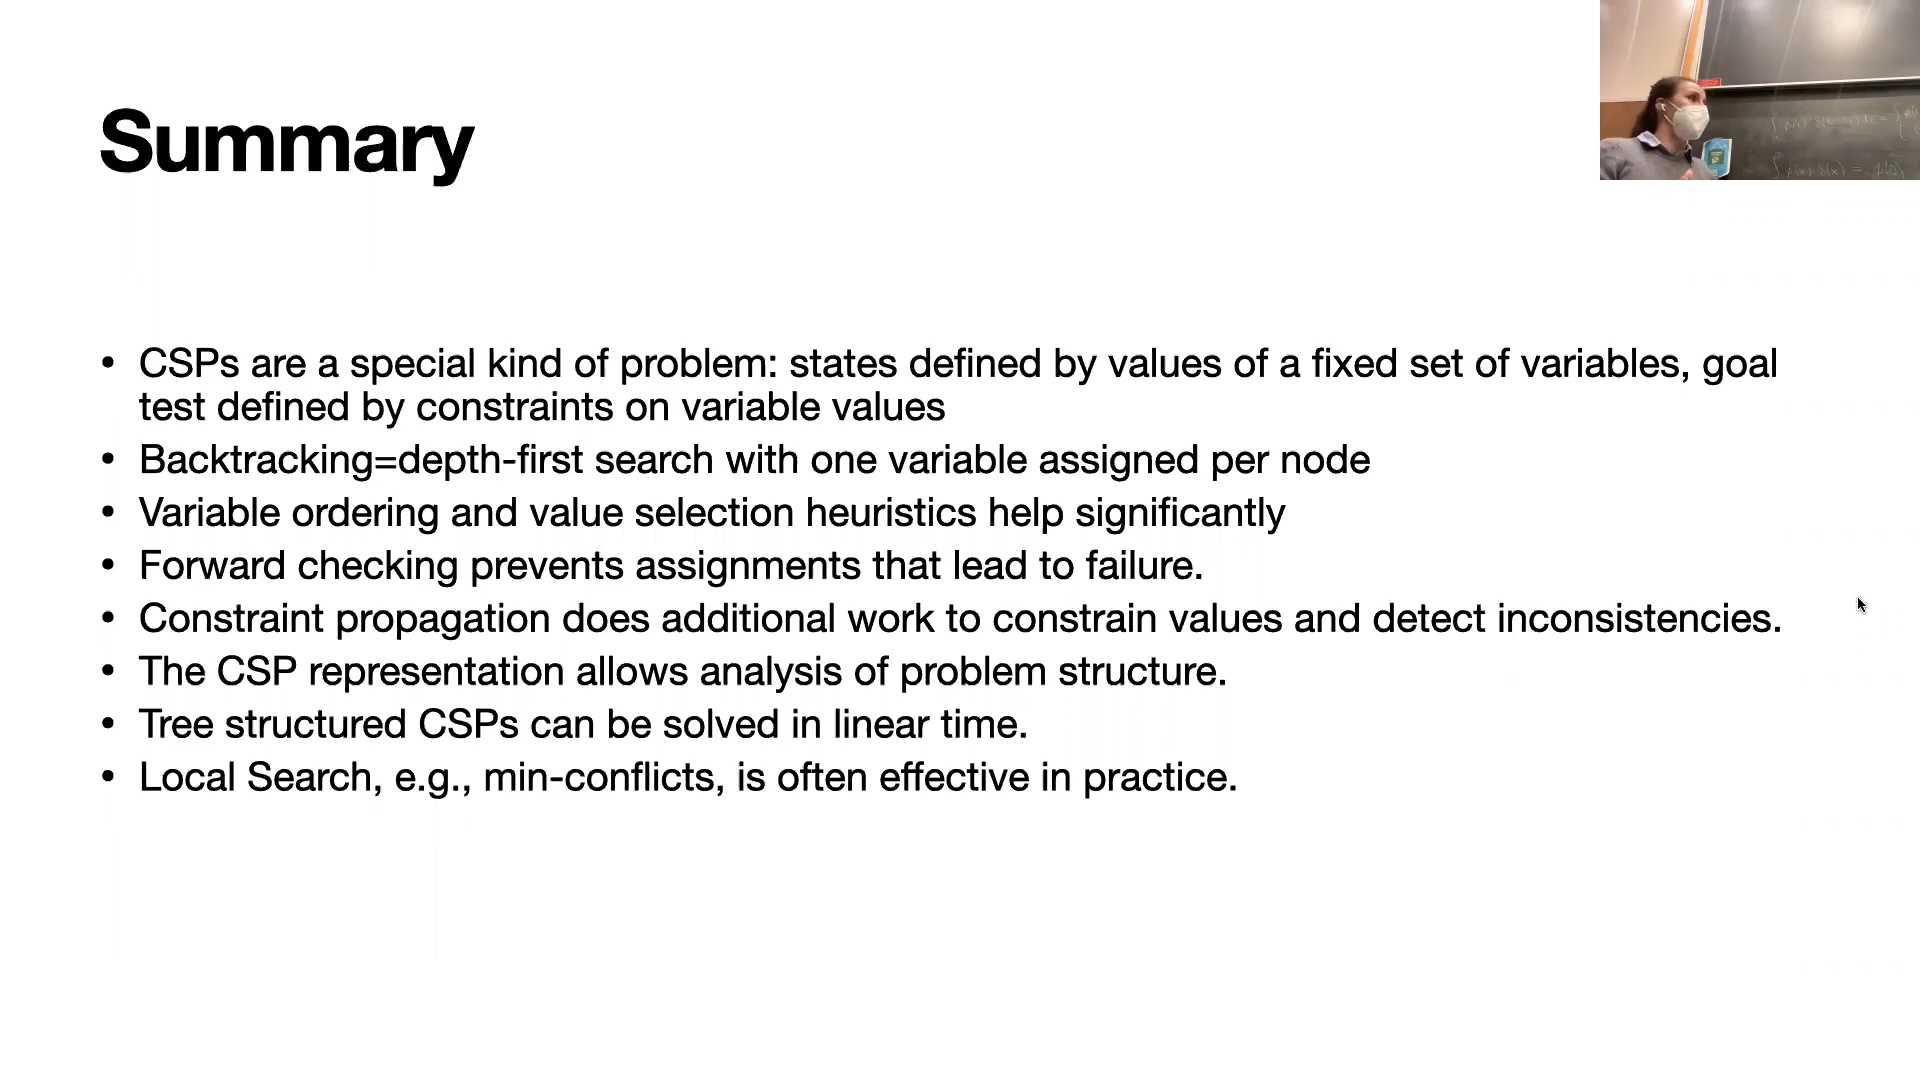 Summary
• CSPs are a special kind of problem: states defined by values of a fixed set of variables, goal
test defined by constraints on variable values
• Backtracking=depth-first search with one variable assigned per node
• Variable ordering and value selection heuristics help significantly
• Forward checking prevents assignments that lead to failure.
• Constraint propagation does additional work to constrain values and detect inconsistencies.
• The CSP representation allows analysis of problem structure.
• Tree structured CSPs can be solved in linear time.
• Local Search, e.g., min-conflicts, is often effective in practice.